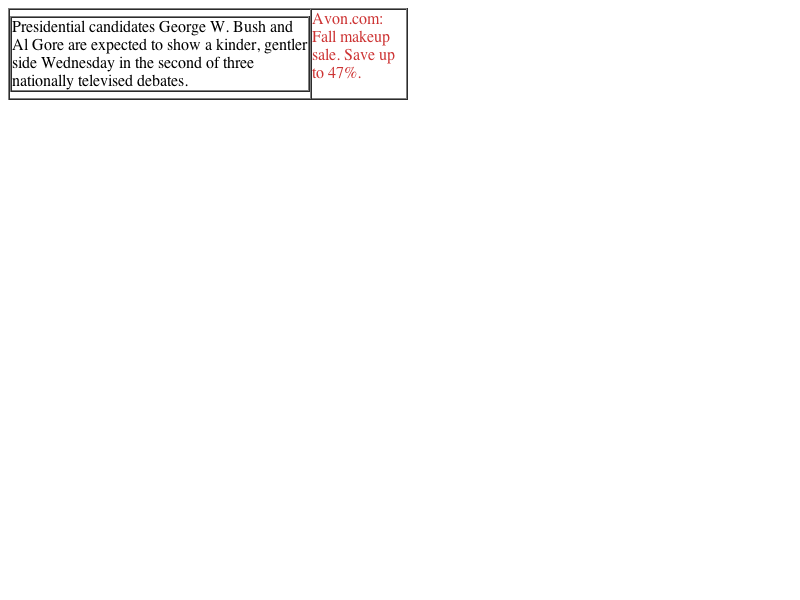 Presidential candidates George W. Bush and
Al Gore are expected to show a kinder, gentler
side Wednesday in the second of three
nationally televised debates.
Avon.com:
Fall makeup
sale. Save up
to 47%.